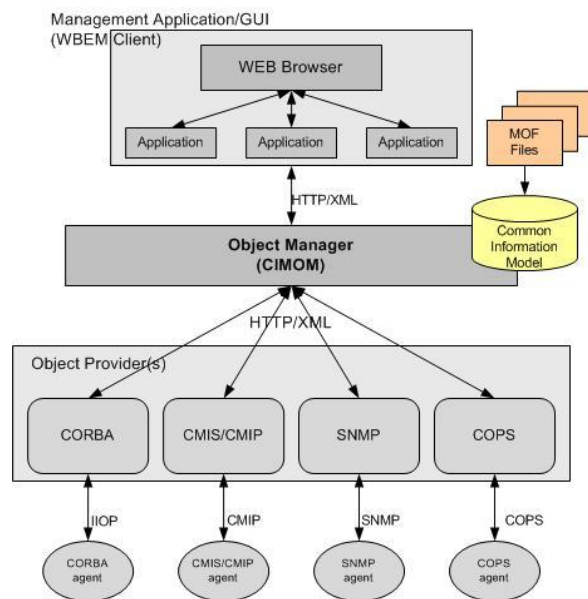 Management Application/GUI
(WBEM Client)
WEB Browser
Application
Application
Application
MOF
Files
HTTP/XML
Common
Information
Model
Object Manager
(CIMOM)
HTTP/XML
Object Provider(s)
CORBA
CMIS/CMIP
SNMP
COPS
IIOP
CMIP
SNMP
COPS
CORBA
agent
CMIS/CMIP
agent
SNMP
agent
COPS
agent